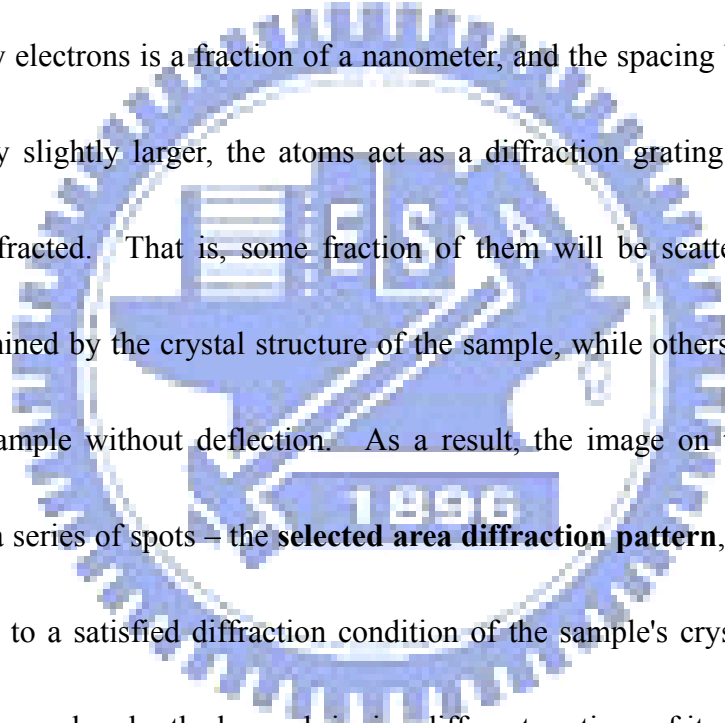 electrons is a fraction of a nanometer, and the spacing
slightly larger, the atoms act as a diffraction grating
fracted. That is, some fraction of them will be
ined by the crystal structure of the sample, while others
ample without deflection. As a result, the image on
a series of spots – the selected area diffraction pattern,
to a satisfied diffraction condition of the sample's
ESA
1896